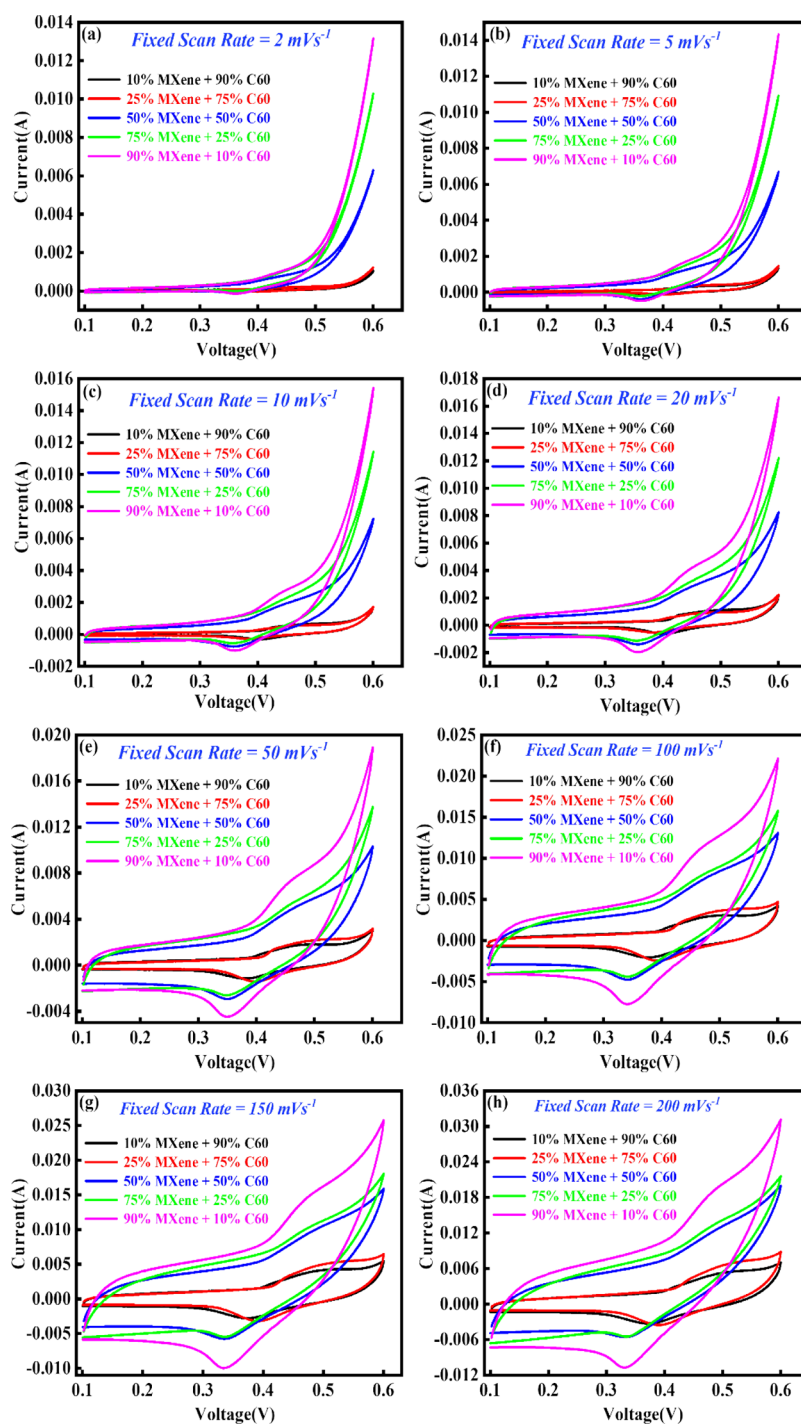 (a)
Fixed Scan Rate = 2 mVs⁻¹
10% MXene + 90% C60
25% MXene + 75% C60
50% MXene + 50% C60
75% MXene + 25% C60
90% MXene + 10% C60
0.014
0.012
0.010
0.008
0.006
0.004
0.002
0.000
Current(A)
0.1 0.2 0.3 0.4 0.5 0.6
Voltage(V)
(b)
Fixed Scan Rate = 5 mVs⁻¹
10% MXene + 90% C60
25% MXene + 75% C60
50% MXene + 50% C60
75% MXene + 25% C60
90% MXene + 10% C60
0.014
0.012
0.010
0.008
0.006
0.004
0.002
0.000
Current(A)
0.1 0.2 0.3 0.4 0.5 0.6
Voltage(V)
(c)
Fixed Scan Rate = 10 mVs⁻¹
10% MXene + 90% C60
25% MXene + 75% C60
50% MXene + 50% C60
75% MXene + 25% C60
90% MXene + 10% C60
0.016
0.014
0.012
0.010
0.008
0.006
0.004
0.002
0.000
-0.002
Current(A)
0.1 0.2 0.3 0.4 0.5 0.6
Voltage(V)
(d)
Fixed Scan Rate = 20 mVs⁻¹
10% MXene + 90% C60
25% MXene + 75% C60
50% MXene + 50% C60
75% MXene + 25% C60
90% MXene + 10% C60
0.018
0.016
0.014
0.012
0.010
0.008
0.006
0.004
0.002
0.000
-0.002
Current(A)
0.1 0.2 0.3 0.4 0.5 0.6
Voltage(V)
(e)
Fixed Scan Rate = 50 mVs⁻¹
10% MXene + 90% C60
25% MXene + 75% C60
50% MXene + 50% C60
75% MXene + 25% C60
90% MXene + 10% C60
0.020
0.016
0.012
0.008
0.004
0.000
-0.004
Current(A)
0.1 0.2 0.3 0.4 0.5 0.6
Voltage(V)
(f)
Fixed Scan Rate = 100 mVs⁻¹
10% MXene + 90% C60
25% MXene + 75% C60
50% MXene + 50% C60
75% MXene + 25% C60
90% MXene + 10% C60
0.025
0.020
0.015
0.010
0.005
0.000
-0.005
-0.010
Current(A)
0.1 0.2 0.3 0.4 0.5 0.6
Voltage(V)
(g)
Fixed Scan Rate = 150 mVs⁻¹
10% MXene + 90% C60
25% MXene + 75% C60
50% MXene + 50% C60
75% MXene + 25% C60
90% MXene + 10% C60
0.030
0.025
0.020
0.015
0.010
0.005
0.000
-0.005
-0.010
Current(A)
0.1 0.2 0.3 0.4 0.5 0.6
Voltage(V)
(h)
Fixed Scan Rate = 200 mVs⁻¹
10% MXene + 90% C60
25% MXene + 75% C60
50% MXene + 50% C60
75% MXene + 25% C60
90% MXene + 10% C60
0.036
0.030
0.024
0.018
0.012
0.006
0.000
-0.006
-0.012
Current(A)
0.1 0.2 0.3 0.4 0.5 0.6
Voltage(V)